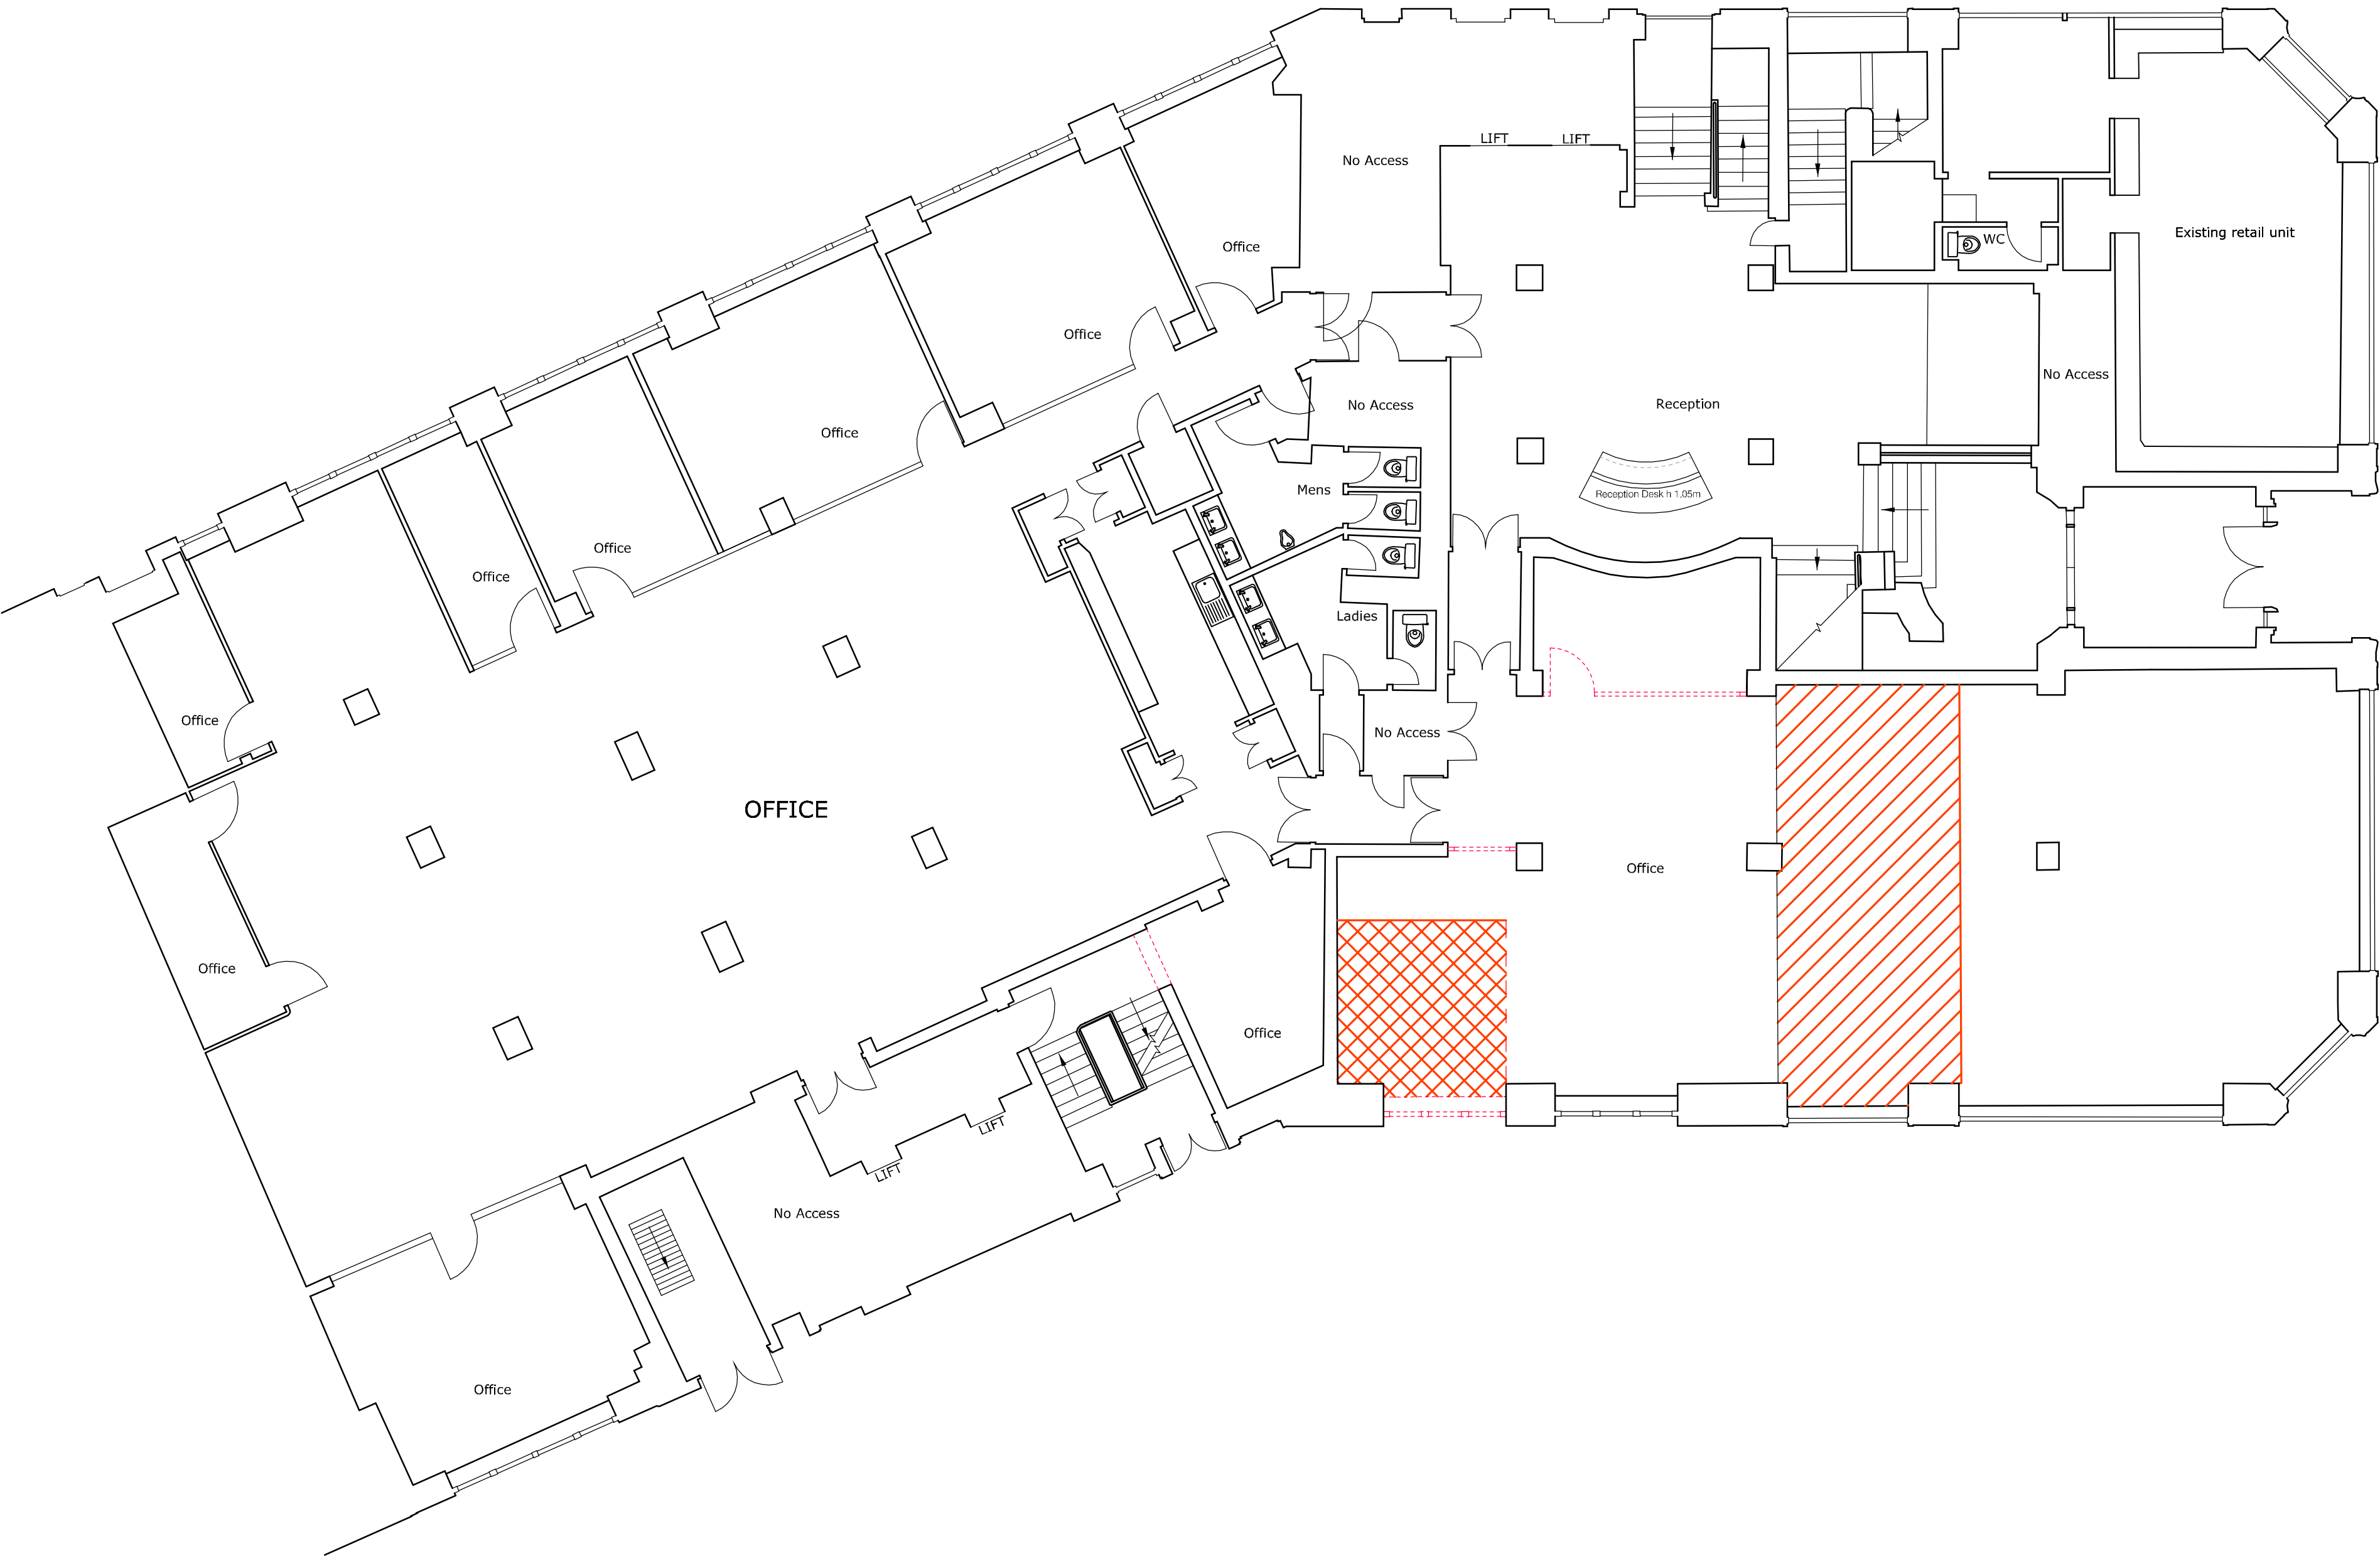 LIFT
LIFT
No Access
WC
Existing retail unit
Office
Office
No Access
Reception
No Access
Office
Mens
Reception Desk h 1.05m
Office
Office
Ladies
Office
No Access
OFFICE
Office
Office
Office
LIFT
LIFT
No Access
Office